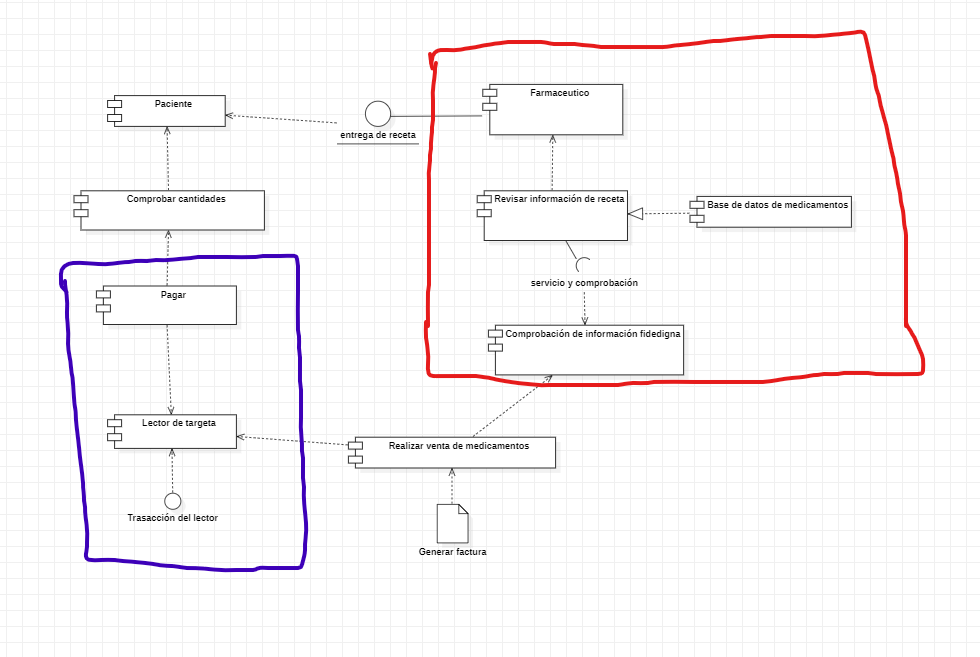 Farmaceutico
Paciente
entrega de receta
Comprobar cantidades
Revisar información de receta
Base de datos de medicamentos
servicio y comprobación
Pagar
Comprobación de información fidedigna
Lector de targeta
Realizar venta de medicamentos
Trasacción del lector
Generar factura